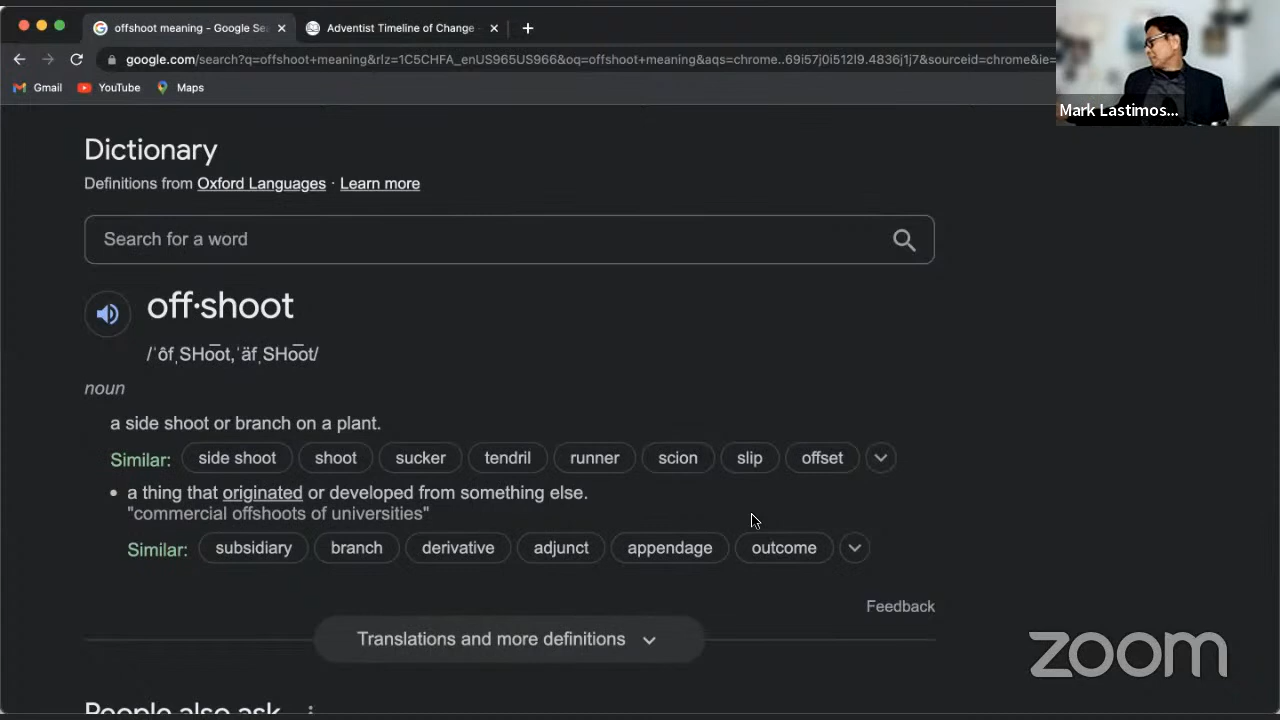 offshoot meaning - Google Se
Adventist Timeline of Change
google.com/search?q=offshoot+meaning&rlz=1C5CHFA_enUS965US966&oq=offshoot+meaning&aqs=chrome..69i57j0i512l9.4836j1j7&sourceid=chrome&ie=
Gmail YouTube Maps
Mark Lastimos...
Dictionary
Definitions from Oxford Languages · Learn more
Search for a word
off·shoot
/ˈôfˌSHo͞ot,ˈäfˌSHo͞ot/
noun
a side shoot or branch on a plant.
Similar: side shoot shoot sucker tendril runner scion slip offset
• a thing that originated or developed from something else.
"commercial offshoots of universities"
Similar: subsidiary branch derivative adjunct appendage outcome
Feedback
Translations and more definitions
zoom
People also ask